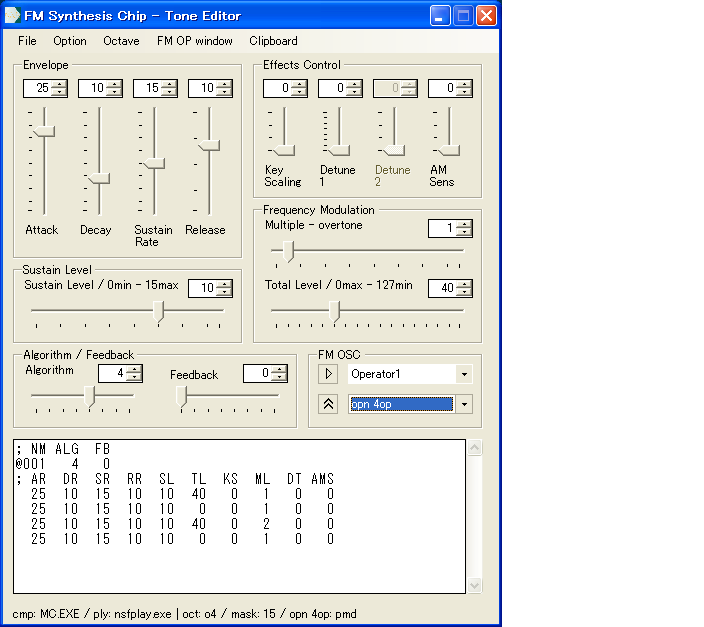 FM Synthesis Chip - Tone Editor
File Option Octave FM OP window Clipboard
Envelope
25 10 15 10
Attack Decay Sustain Rate Release
Effects Control
0 0 0 0
Key Scaling Detune 1 Detune 2 AM Sens
Frequency Modulation
Multiple - overtone 1
Total Level / 0max - 127min 40
Sustain Level
Sustain Level / 0min - 15max 10
Algorithm / Feedback
Algorithm 4 Feedback 0
FM OSC
Operator1
opn 4op
; NM ALG FB
@001 4 0
; AR DR SR RR SL TL KS ML DT AMS
25 10 15 10 10 40 0 1 0 0
25 10 15 10 10 0 0 1 0 0
25 10 15 10 10 40 0 2 0 0
25 10 15 10 10 0 0 1 0 0
cmp: MC.EXE / ply: nsfplay.exe | oct: o4 / mask: 15 / opn 4op: pmd